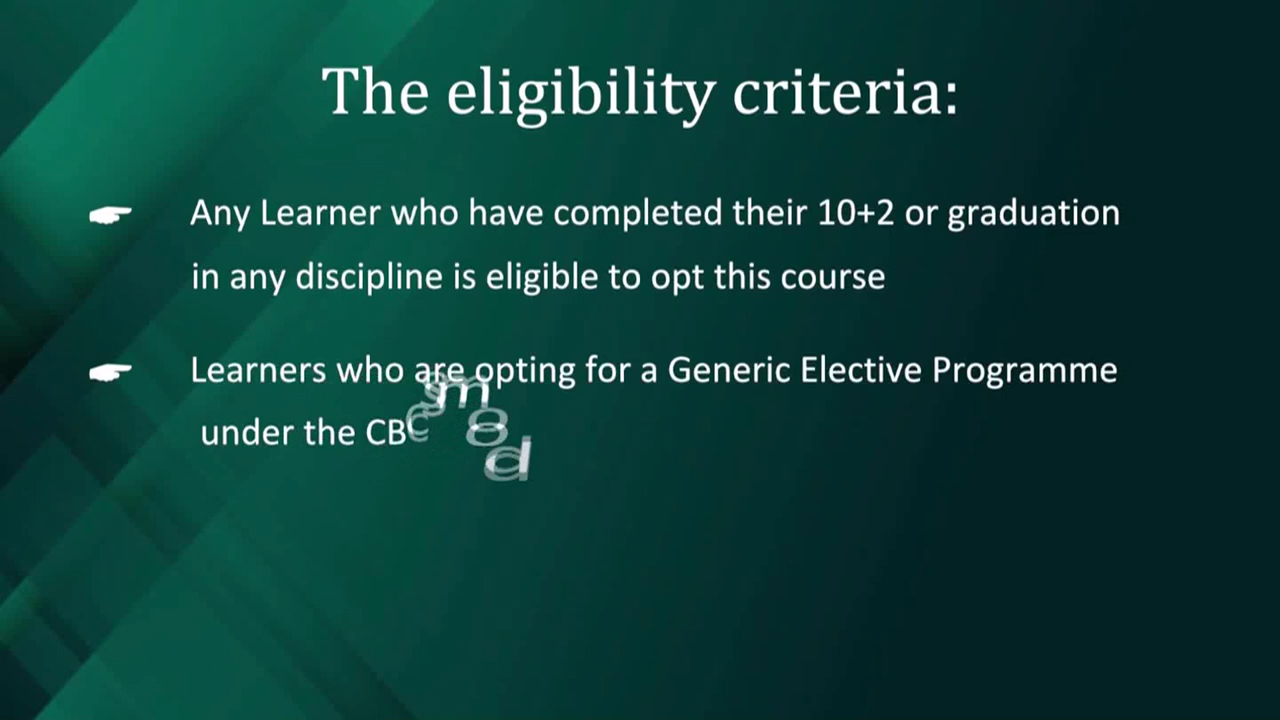 The eligibility criteria:
Any Learner who have completed their 10+2 or graduation
in any discipline is eligible to opt this course
Learners who are opting for a Generic Elective Programme
under the